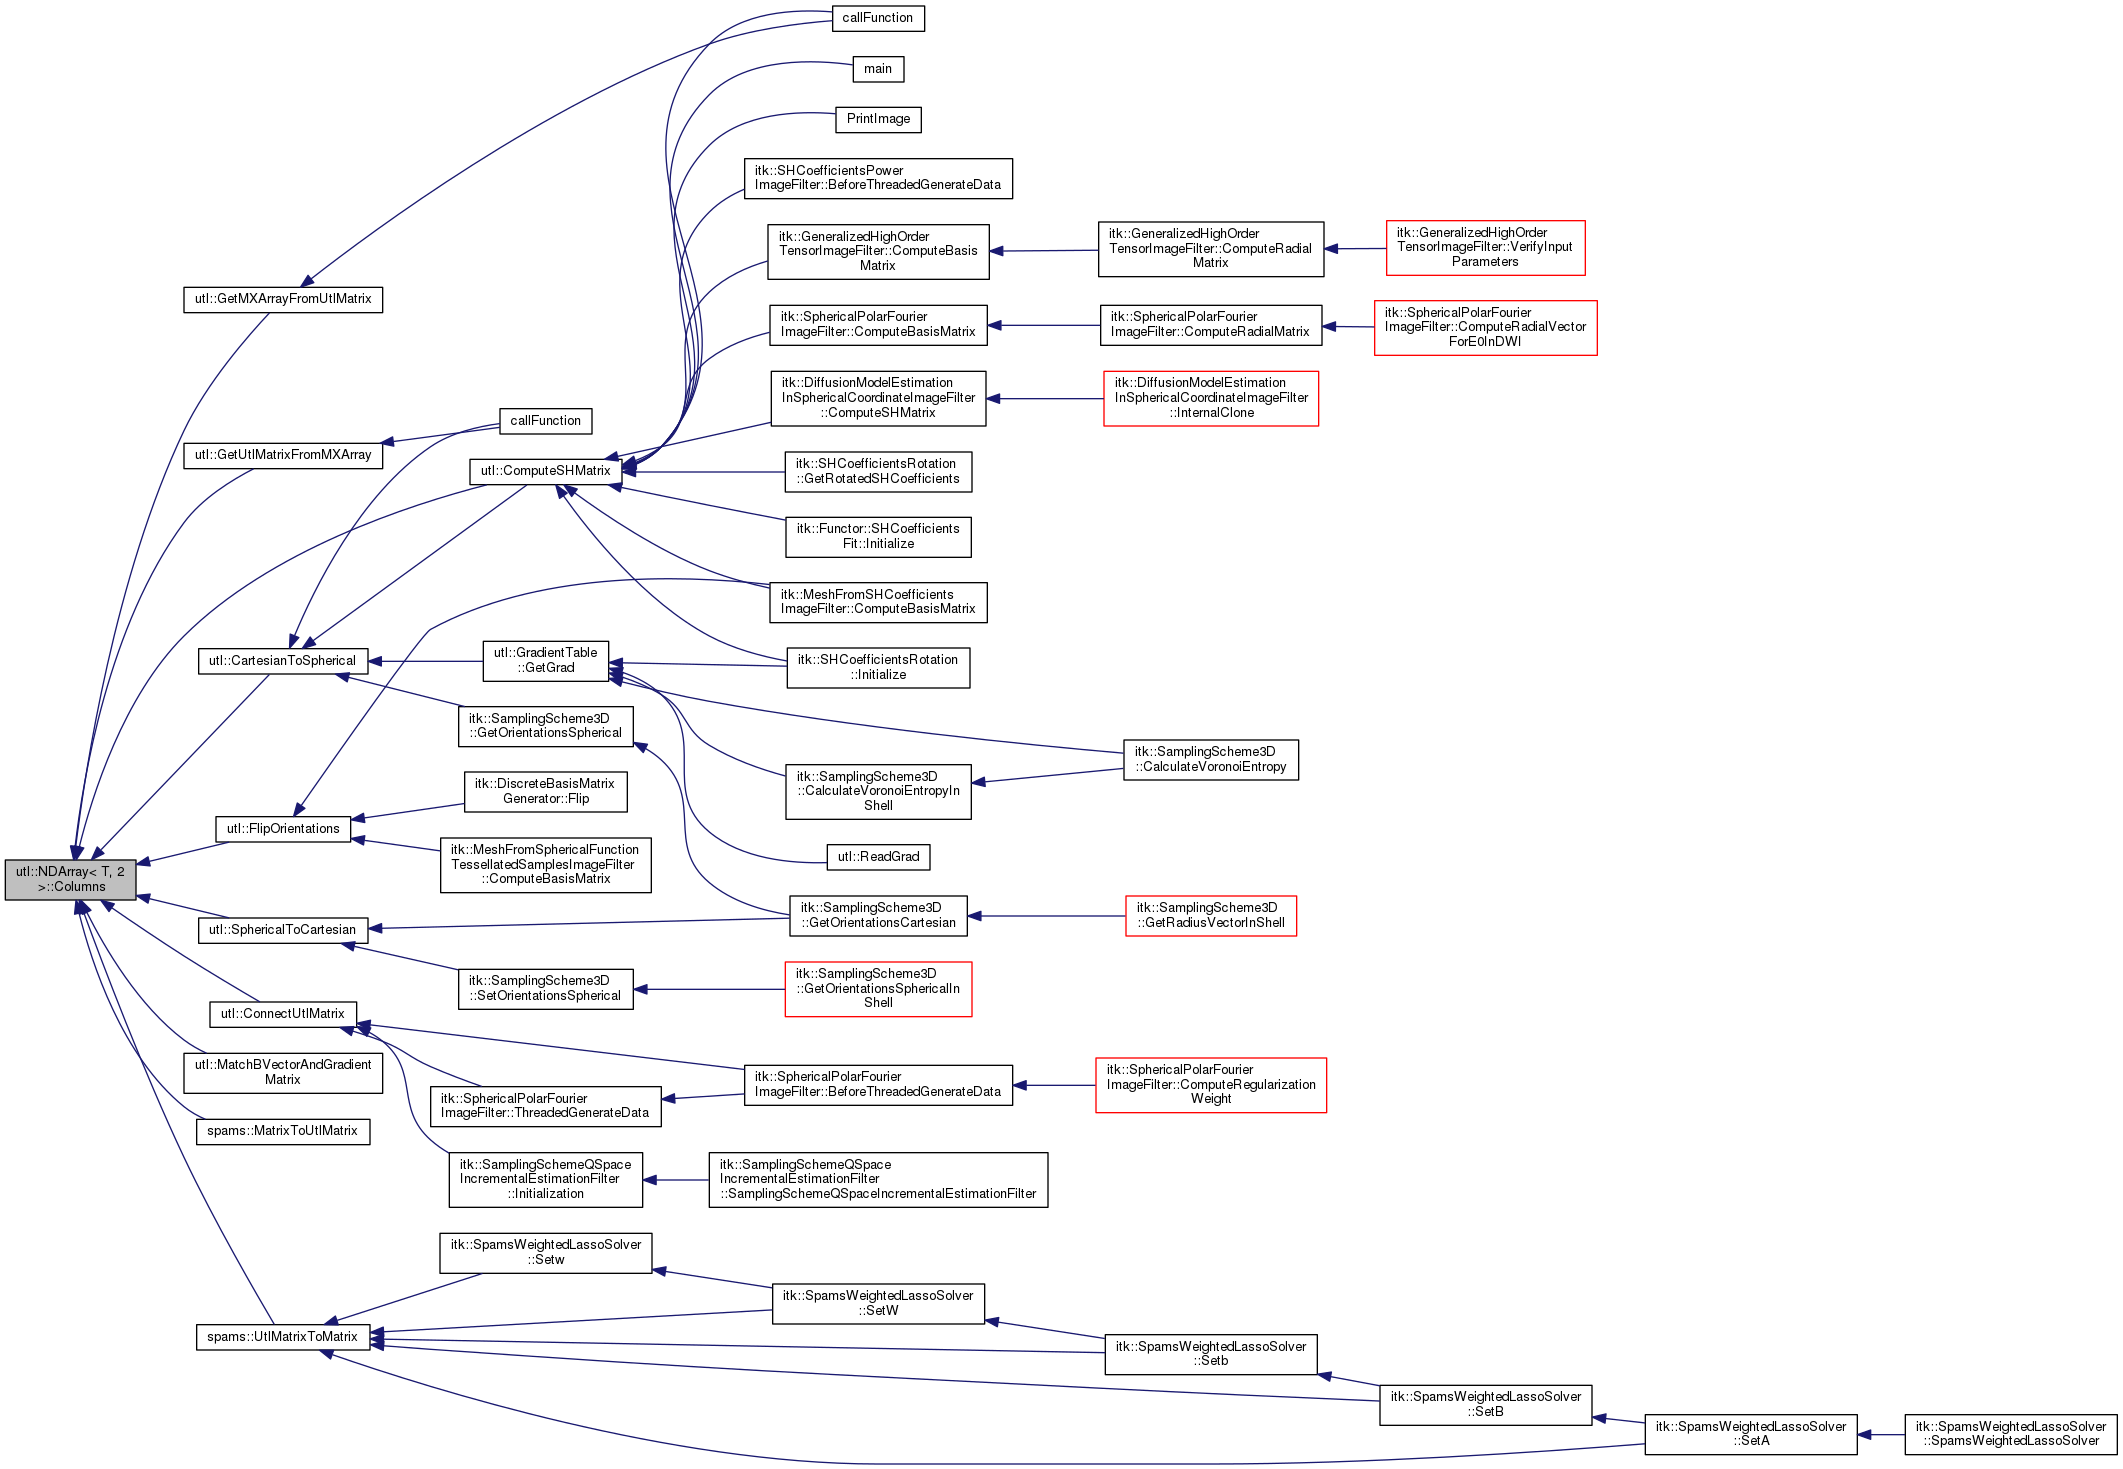 callFunction
main
PrintImage
itk::SHCoefficientsPower
ImageFilter::BeforeThreadedGenerateData
itk::GeneralizedHighOrder
TensorImageFilter::ComputeBasis
Matrix
itk::GeneralizedHighOrder
TensorImageFilter::ComputeRadial
Matrix
itk::GeneralizedHighOrder
TensorImageFilter::VerifyInput
Parameters
utl::GetMXArrayFromUtlMatrix
itk::SphericalPolarFourier
ImageFilter::ComputeBasisMatrix
itk::SphericalPolarFourier
ImageFilter::ComputeRadialMatrix
itk::SphericalPolarFourier
ImageFilter::ComputeRadialVector
ForE0InDWI
itk::DiffusionModelEstimation
InSphericalCoordinateImageFilter
::ComputeSHMatrix
itk::DiffusionModelEstimation
InSphericalCoordinateImageFilter
::InternalClone
callFunction
utl::GetUtlMatrixFromMXArray
utl::ComputeSHMatrix
itk::SHCoefficientsRotation
::GetRotatedSHCoefficients
itk::Functor::SHCoefficients
Fit::Initialize
itk::MeshFromSHCoefficients
ImageFilter::ComputeBasisMatrix
utl::CartesianToSpherical
utl::GradientTable
::GetGrad
itk::SHCoefficientsRotation
::Initialize
itk::SamplingScheme3D
::GetOrientationsSpherical
itk::SamplingScheme3D
::CalculateVoronoiEntropy
itk::DiscreteBasisMatrix
Generator::Flip
itk::SamplingScheme3D
::CalculateVoronoiEntropyIn
Shell
utl::FlipOrientations
itk::MeshFromSphericalFunction
TessellatedSamplesImageFilter
::ComputeBasisMatrix
utl::ReadGrad
utl::NDArray< T, 2
>::Columns
utl::SphericalToCartesian
itk::SamplingScheme3D
::GetOrientationsCartesian
itk::SamplingScheme3D
::GetRadiusVectorInShell
itk::SamplingScheme3D
::SetOrientationsSpherical
itk::SamplingScheme3D
::GetOrientationsSphericalIn
Shell
utl::ConnectUtlMatrix
utl::MatchBVectorAndGradient
Matrix
itk::SphericalPolarFourier
ImageFilter::ThreadedGenerateData
itk::SphericalPolarFourier
ImageFilter::BeforeThreadedGenerateData
itk::SphericalPolarFourier
ImageFilter::ComputeRegularization
Weight
spams::MatrixToUtlMatrix
itk::SamplingSchemeQSpace
IncrementalEstimationFilter
::Initialization
itk::SamplingSchemeQSpace
IncrementalEstimationFilter
::SamplingSchemeQSpaceIncrementalEstimationFilter
itk::SpamsWeightedLassoSolver
::Setw
itk::SpamsWeightedLassoSolver
::SetW
spams::UtlMatrixToMatrix
itk::SpamsWeightedLassoSolver
::Setb
itk::SpamsWeightedLassoSolver
::SetB
itk::SpamsWeightedLassoSolver
::SetA
itk::SpamsWeightedLassoSolver
::SpamsWeightedLassoSolver